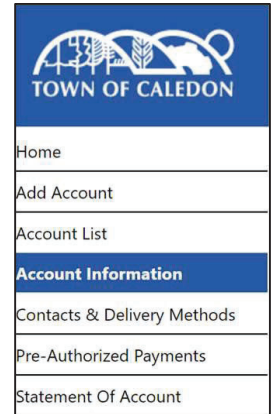 TOWN OF CALEDON
Home
Add Account
Account List
Account Information
Contacts & Delivery Methods
Pre-Authorized Payments
Statement Of Account